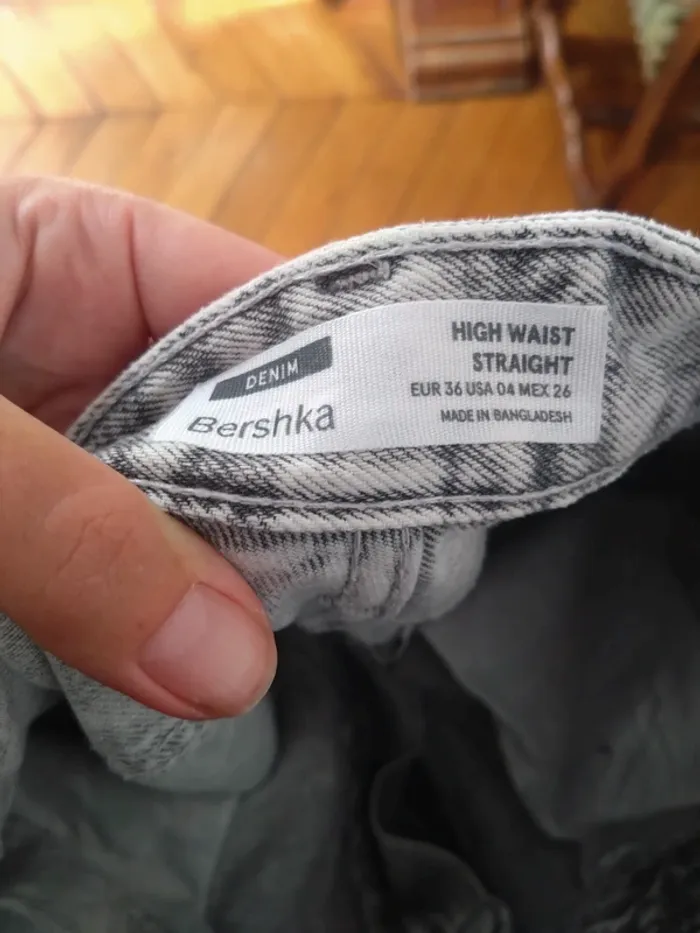 DENIM
Bershka
HIGH WAIST
STRAIGHT
EUR 36 USA 04 MEX 26
MADE IN BANGLADESH